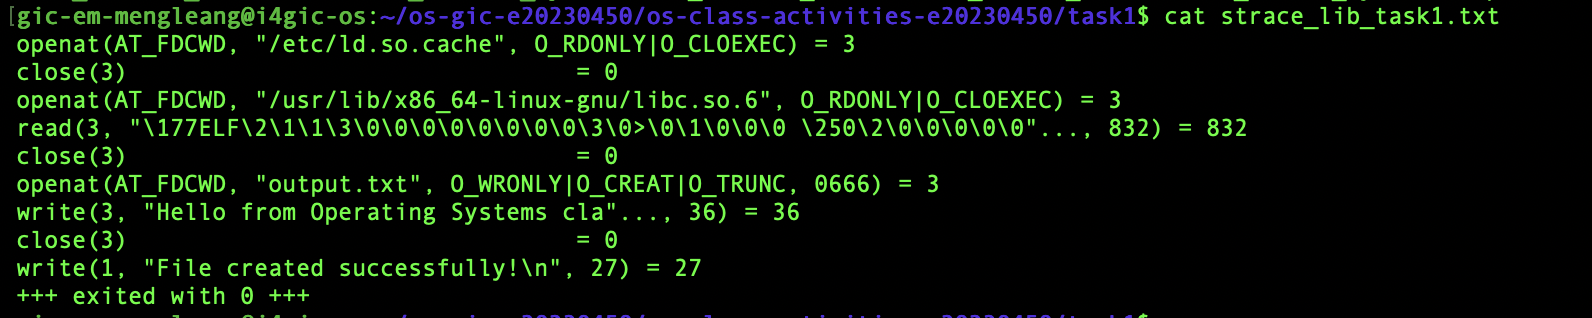 [gic-em-mengleang@i4gic-os:~/os-gic-e20230450/os-class-activities-e20230450/task1$ cat strace_lib_task1.txt
openat(AT_FDCWD, "/etc/ld.so.cache", O_RDONLY|O_CLOEXEC) = 3
close(3)                                = 0
openat(AT_FDCWD, "/usr/lib/x86_64-linux-gnu/libc.so.6", O_RDONLY|O_CLOEXEC) = 3
read(3, "\177ELF\2\1\1\3\0\0\0\0\0\0\0\0\3\0>\0\1\0\0\0 \250\2\0\0\0\0\0"..., 832) = 832
close(3)                                = 0
openat(AT_FDCWD, "output.txt", O_WRONLY|O_CREAT|O_TRUNC, 0666) = 3
write(3, "Hello from Operating Systems cla"..., 36) = 36
close(3)                                = 0
write(1, "File created successfully!\n", 27) = 27
+++ exited with 0 +++